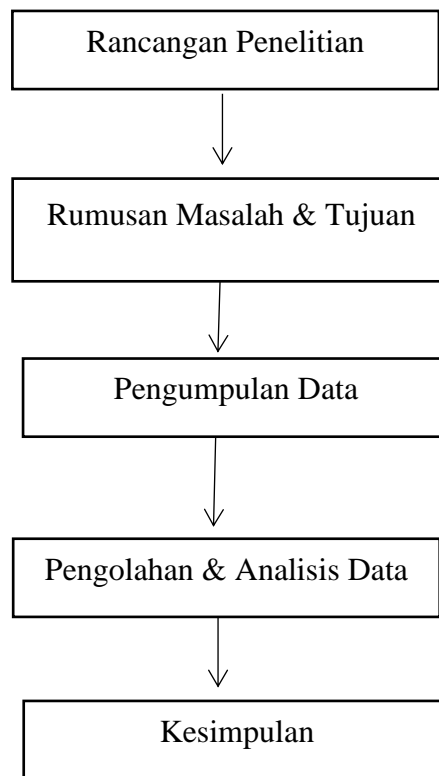 Rancangan Penelitian
Rumusan Masalah & Tujuan
Pengumpulan Data
Pengolahan & Analisis Data
Kesimpulan